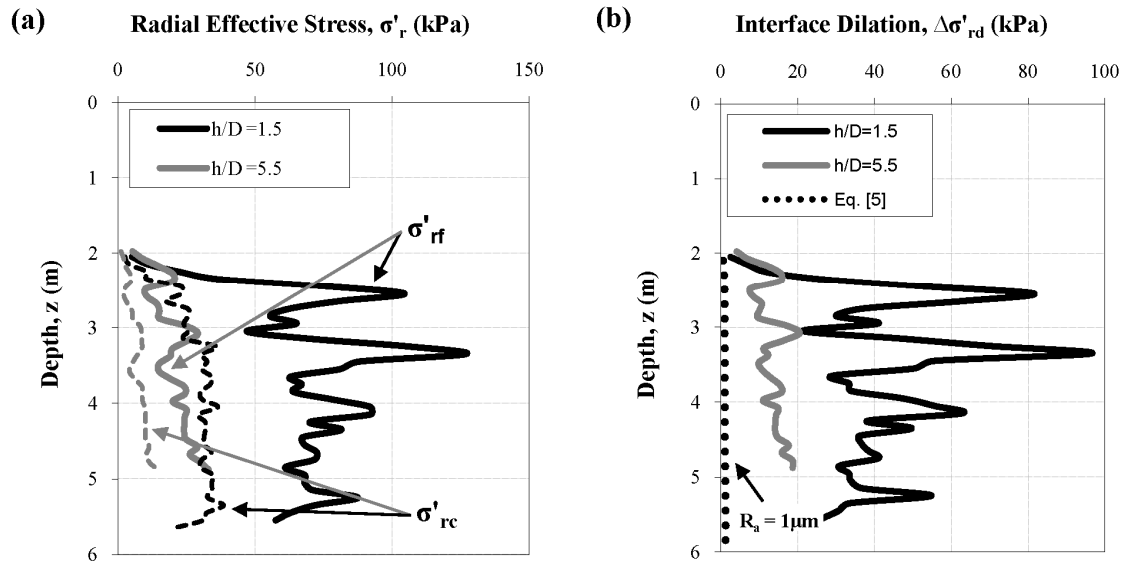 (a)
Radial Effective Stress, σ'r (kPa)
0 50 100 150
0
1
2
3
4
5
6
Depth, z (m)
h/D =1.5
h/D =5.5
σ'rf
σ'rc
(b)
Interface Dilation, Δσ'rd (kPa)
0 20 40 60 80 100
0
1
2
3
4
5
6
Depth, z (m)
h/D=1.5
h/D=5.5
Eq. [5]
Ra = 1μm